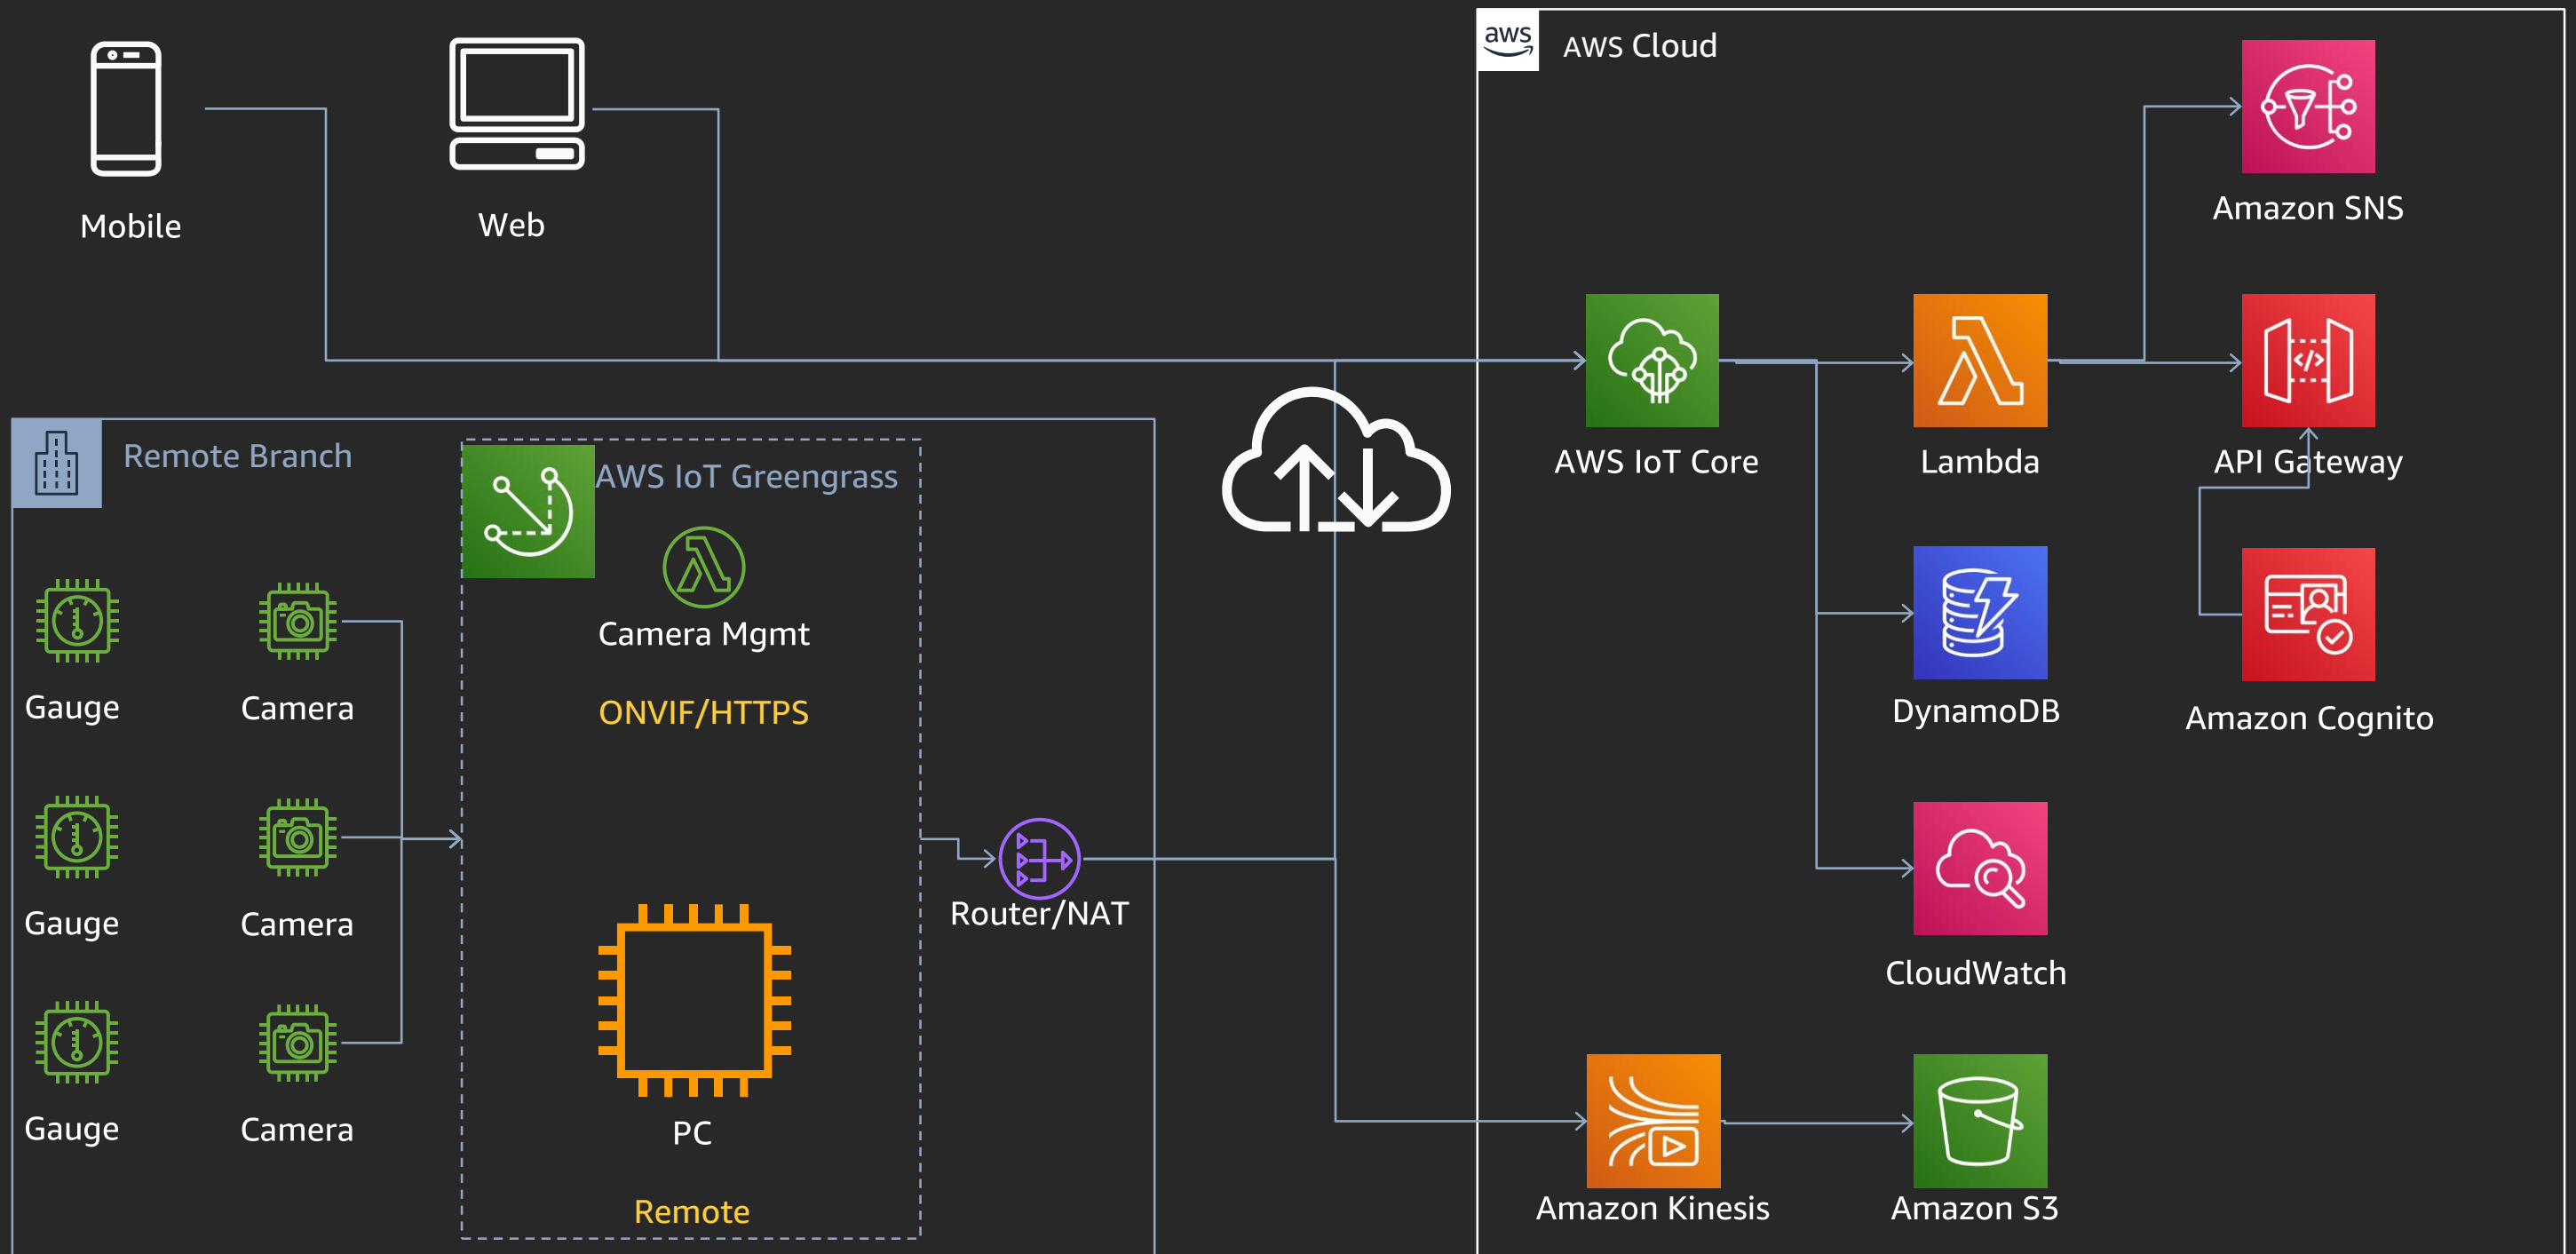 Mobile
Web
aws
AWS Cloud
Amazon SNS
AWS IoT Core
Lambda
</>
API Gateway
Remote Branch
AWS IoT Greengrass
Camera Mgmt
ONVIF/HTTPS
Gauge
Camera
DynamoDB
Amazon Cognito
Gauge
Camera
Router/NAT
CloudWatch
Gauge
Camera
PC
Remote
Amazon Kinesis
Amazon S3